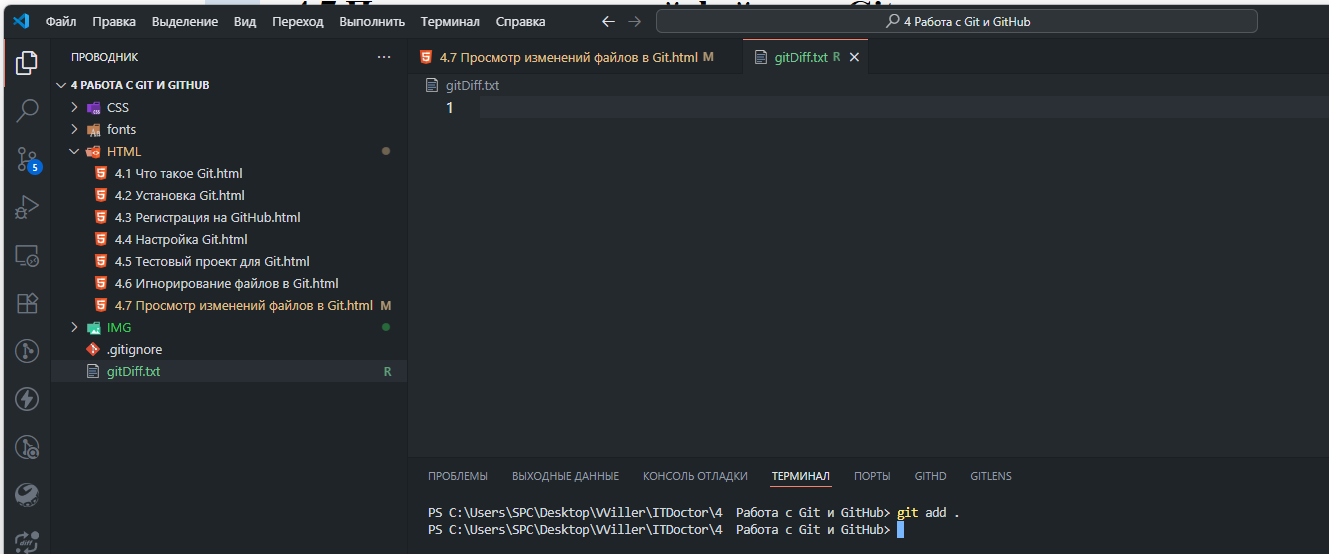 Файл Правка Выделение Вид Переход Выполнить Терминал Справка 4 Работа с Git и GitHub
ПРОВОДНИК
4.7 Просмотр изменений файлов в Git.html M gitDiff.txt R
4 РАБОТА С GIT И GITHUB
gitDiff.txt
1
CSS
fonts
HTML
4.1 Что такое Git.html
5
4.2 Установка Git.html
4.3 Регистрация на GitHub.html
4.4 Настройка Git.html
4.5 Тестовый проект для Git.html
4.6 Игнорирование файлов в Git.html
4.7 Просмотр изменений файлов в Git.html M
IMG
.gitignore
gitDiff.txt R
ПРОБЛЕМЫ ВЫХОДНЫЕ ДАННЫЕ КОНСОЛЬ ОТЛАДКИ ТЕРМИНАЛ ПОРТЫ GITHD GITLENS
PS C:\Users\SPC\Desktop\VViller\ITDoctor\4  Работа с Git и GitHub> git add .
PS C:\Users\SPC\Desktop\VViller\ITDoctor\4  Работа с Git и GitHub>